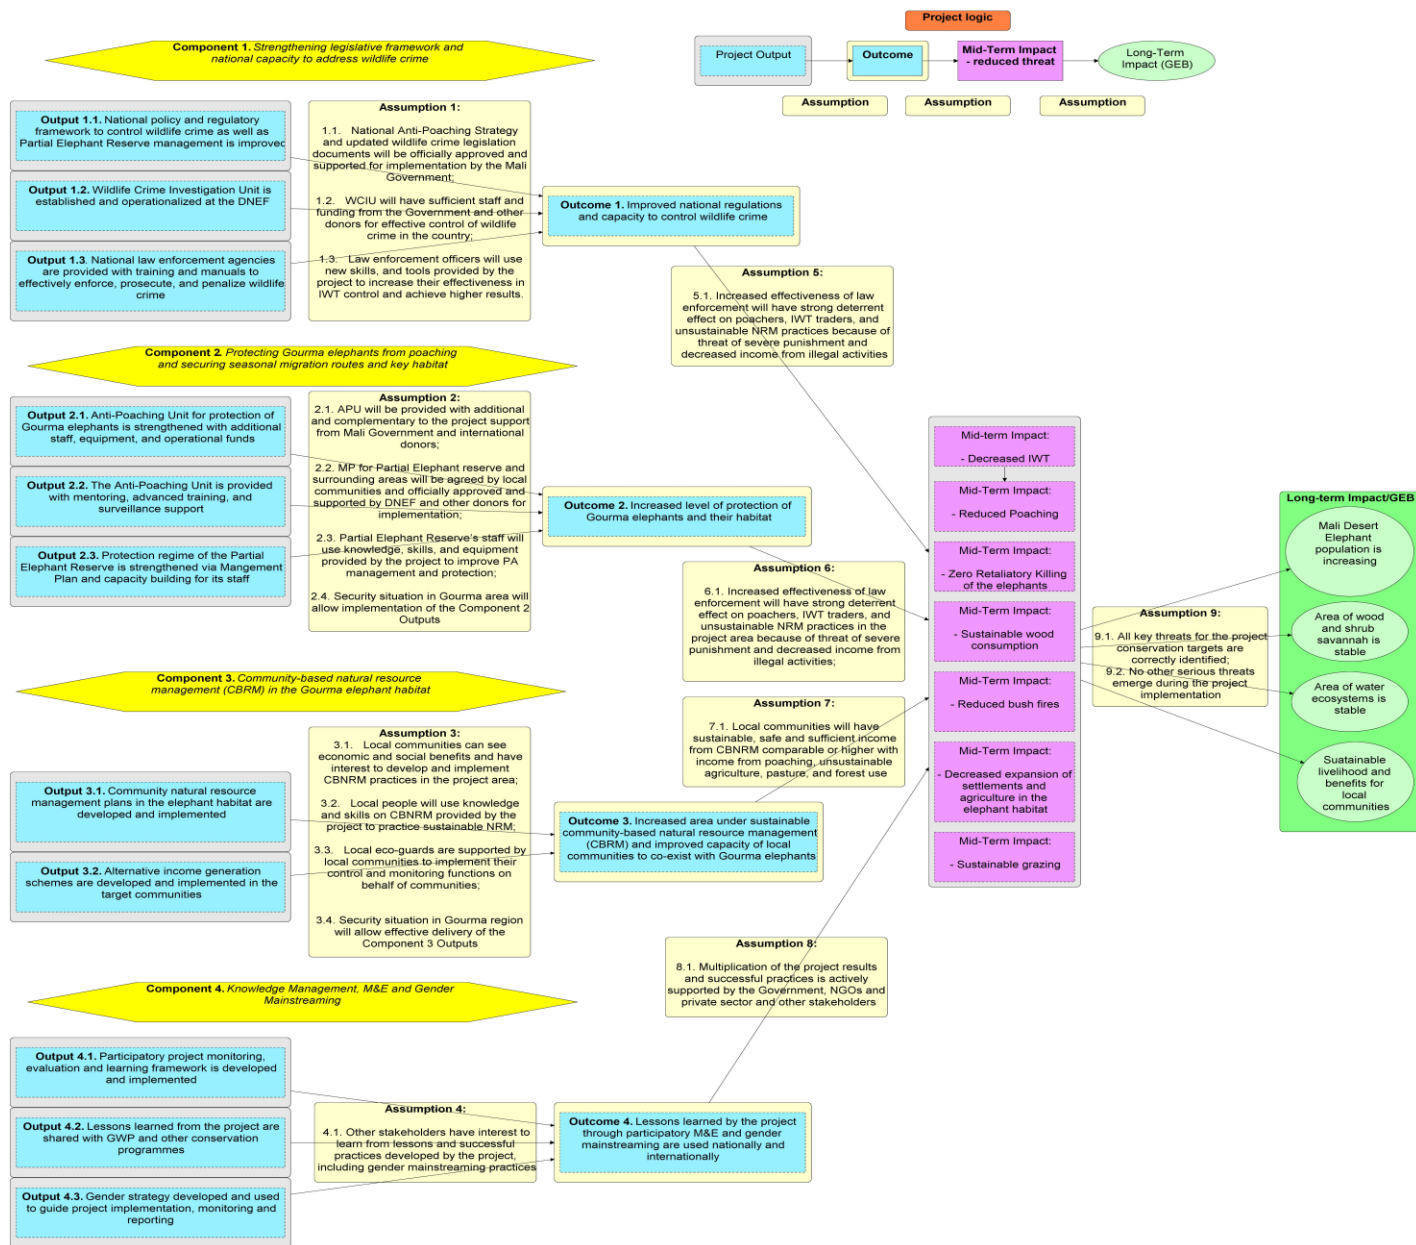 Project logic
Project Output
Outcome
Mid-Term Impact
- reduced threat
Long-Term
Impact (GEB)
Assumption
Assumption
Assumption
Component 1. Strengthening legislative framework and
national capacity to address wildlife crime
Output 1.1. National policy and regulatory
framework to control wildlife crime as well as
Partial Elephant Reserve management is improved
Output 1.2. Wildlife Crime Investigation Unit is
established and operationalized at the DNEF
Output 1.3. National law enforcement agencies
are provided with training and manuals to
effectively enforce, prosecute, and penalize wildlife
crime
Assumption 1:
1.1. National Anti-Poaching Strategy
and updated wildlife crime legislation
documents will be officially approved and
supported for implementation by the Mali
Government;
1.2. WCIU will have sufficient staff and
funding from the Government and other
donors for effective control of wildlife
crime in the country;
1.3. Law enforcement officers will use
new skills, and tools provided by the
project to increase their effectiveness in
IWT control and achieve higher results.
Outcome 1. Improved national regulations
and capacity to control wildlife crime
Assumption 5:
5.1. Increased effectiveness of law
enforcement will have strong deterrent
effect on poachers, IWT traders, and
unsustainable NRM practices because of
threat of severe punishment and
decreased income from illegal activities
Component 2. Protecting Gourma elephants from poaching
and securing seasonal migration routes and key habitat
Output 2.1. Anti-Poaching Unit for protection of
Gourma elephants is strengthened with additional
staff, equipment, and operational funds
Output 2.2. The Anti-Poaching Unit is provided
with mentoring, advanced training, and
surveillance support
Output 2.3. Protection regime of the Partial
Elephant Reserve is strengthened via Mangement
Plan and capacity building for its staff
Assumption 2:
2.1. APU will be provided with additional
and complementary to the project support
from Mali Government and international
donors;
2.2. MP for Partial Elephant reserve and
surrounding areas will be agreed by local
communities and officially approved and
supported by DNEF and other donors for
implementation;
2.3. Partial Elephant Reserve's staff will
use knowledge, skills, and equipment
provided by the project to improve PA
management and protection;
2.4. Security situation in Gourma area will
allow implementation of the Component 2
Outputs
Outcome 2. Increased level of protection of
Gourma elephants and their habitat
Assumption 6:
6.1. Increased effectiveness of law
enforcement will have strong deterrent
effect on poachers, IWT traders, and
unsustainable NRM practices in the
project area because of threat of severe
punishment and decreased income from
illegal activities;
Component 3. Community-based natural resource
management (CBRM) in the Gourma elephant habitat
Output 3.1. Community natural resource
management plans in the elephant habitat are
developed and implemented
Output 3.2. Alternative income generation
schemes are developed and implemented in the
target communities
Assumption 3:
3.1. Local communities can see
economic and social benefits and have
interest to develop and implement
CBNRM practices in the project area;
3.2. Local people will use knowledge
and skills on CBNRM provided by the
project to practice sustainable NRM;
3.3. Local eco-guards are supported by
local communities to implement their
control and monitoring functions on
behalf of communities;
3.4. Security situation in Gourma region
will allow effective delivery of the
Component 3 Outputs
Assumption 7
7.1. Local communities will have
sustainable, safe and sufficient income
from CBNRM comparable or higher with
income from poaching, unsustainable
agriculture, pasture, and forest use
Outcome 3. Increased area under sustainable
community-based natural resource management
(CBRM) and improved capacity of local
communities to co-exist with Gourma elephants
Assumption 8:
8.1. Multiplication of the project results
and successful practices is actively
supported by the Government, NGOs and
private sector and other stakeholders
Component 4. Knowledge Management, M&E and Gender
Mainstreaming
Output 4.1. Participatory project monitoring,
evaluation and learning framework is developed
and implemented
Output 4.2. Lessons learned from the project are
shared with GWP and other conservation
programmes
Output 4.3. Gender strategy developed and used
to guide project implementation, monitoring and
reporting
Assumption 4:
4.1. Other stakeholders have interest to
learn from lessons and successful
practices developed by the project,
including gender mainstreaming practices
Outcome 4. Lessons learned by the project
through participatory M&E and gender
mainstreaming are used nationally and
internationally
Mid-term Impact:
- Decreased IWT
Mid-Term Impact:
- Reduced Poaching
Mid-Term Impact:
- Zero Retaliatory Killing
of the elephants
Mid-Term Impact:
- Sustainable wood
consumption
Mid-Term Impact:
- Reduced bush fires
Mid-Term Impact:
- Decreased expansion of
settlements and
agriculture in the
elephant habitat
Mid-Term Impact:
- Sustainable grazing
Assumption 9:
9.1. All key threats for the project
conservation targets are
correctly identified;
9.2. No other serious threats
emerge during the project
implementation
Long-term Impact/GEB
Mali Desert
Elephant
population is
increasing
Area of wood
and shrub
savannah is
stable
Area of water
ecosystems is
stable
Suatainable
livelihood and
benefits for
local
communities